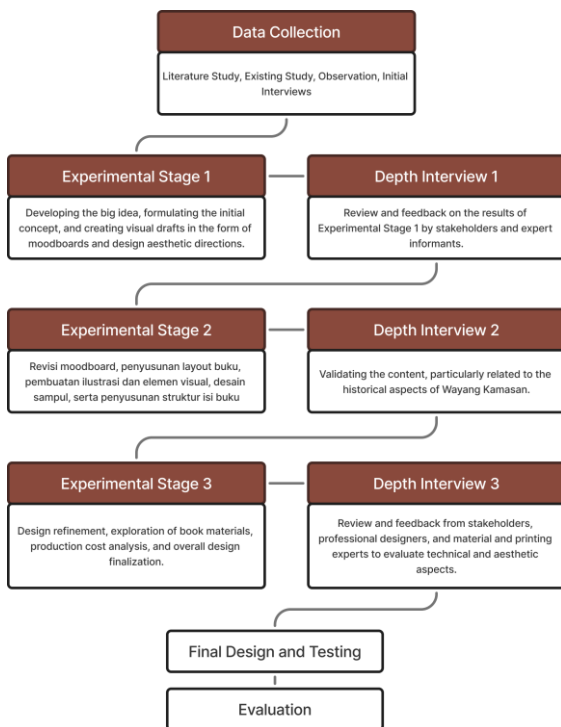 Data Collection
Literature Study, Existing Study, Observation, Initial
Interviews
Experimental Stage 1
Developing the big idea, formulating the initial
concept, and creating visual drafts in the form of
moodboards and design aesthetic directions.
Depth Interview 1
Review and feedback on the results of
Experimental Stage 1 by stakeholders and expert
informants.
Experimental Stage 2
Revisi moodboard, penyusunan layout buku,
pembuatan ilustrasi dan elemen visual, desain
sampul, serta penyusunan struktur isi buku
Depth Interview 2
Validating the content, particularly related to the
historical aspects of Wayang Kamasan.
Experimental Stage 3
Design refinement, exploration of book materials,
production cost analysis, and overall design
finalization.
Depth Interview 3
Review and feedback from stakeholders,
professional designers, and material and printing
experts to evaluate technical and aesthetic
aspects.
Final Design and Testing
Evaluation